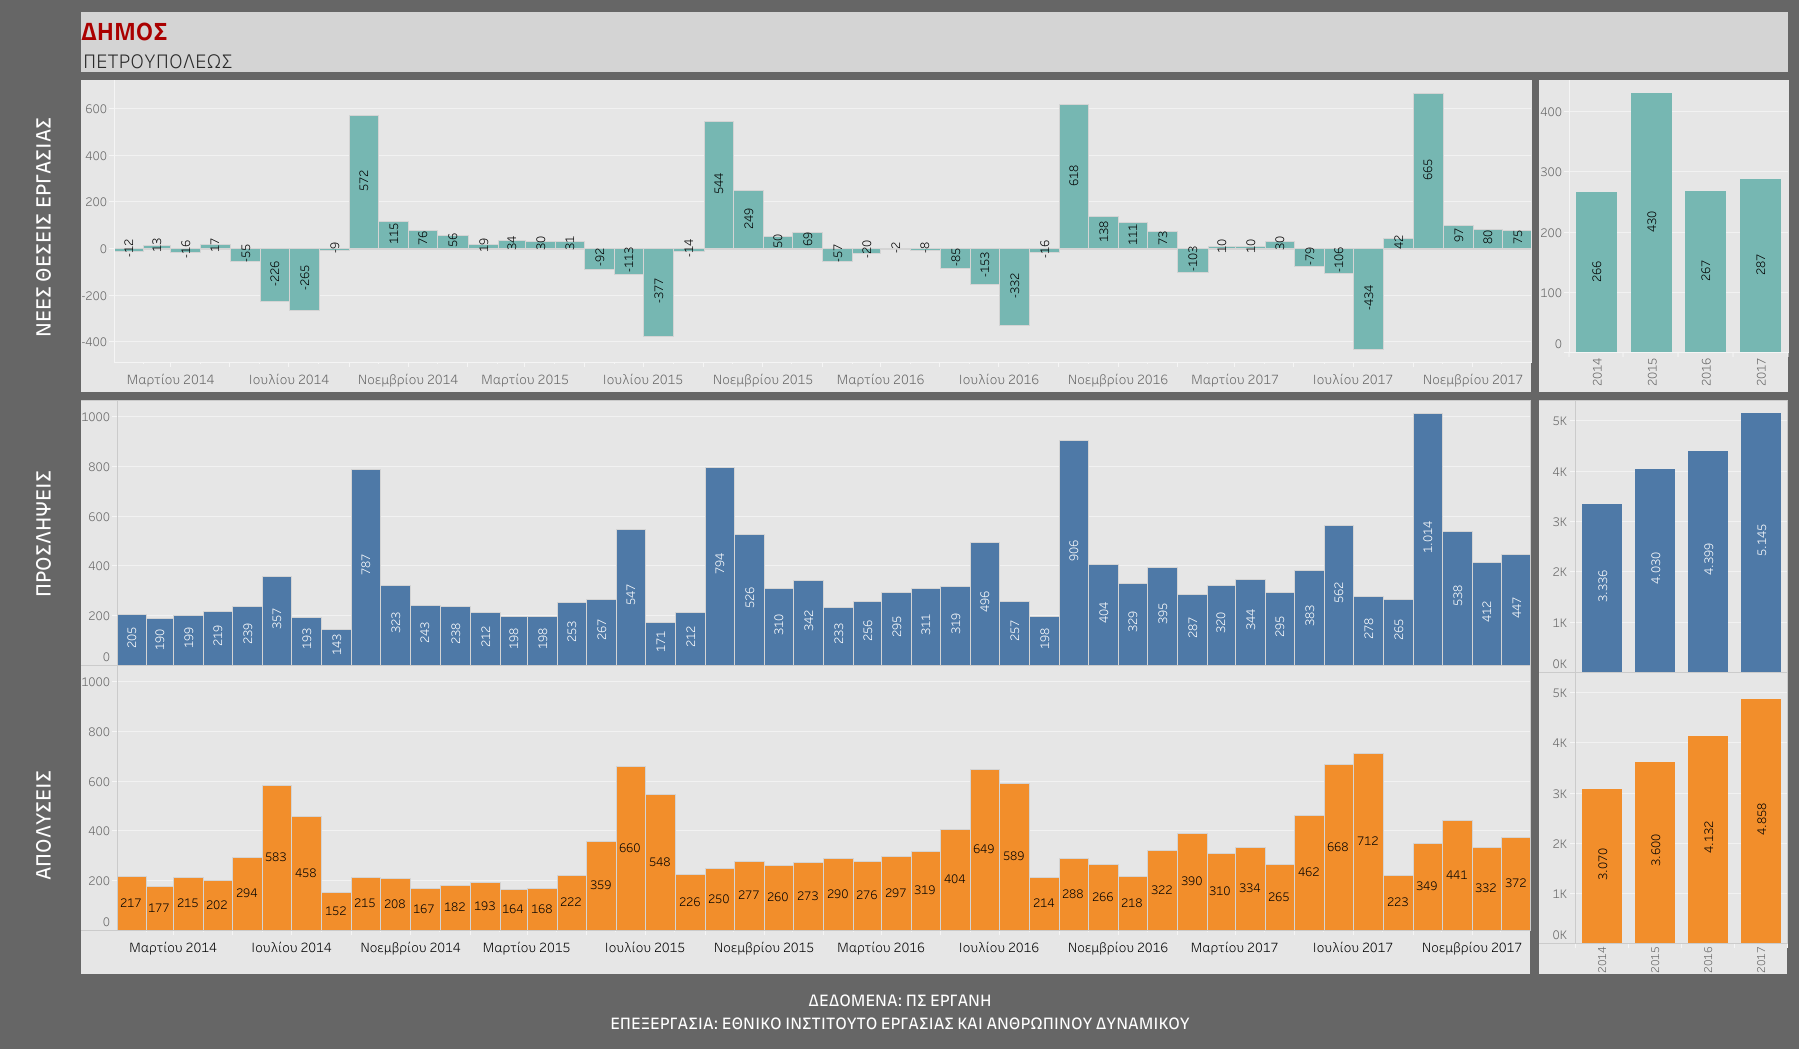 ΔΗΜΟΣ
ΠΕΤΡΟΥΠΟΛΕΩΣ
ΝΕΕΣ ΘΕΣΕΙΣ ΕΡΓΑΣΙΑΣ
600
400
200
0
-200
-400
-12 13 -16 17 -55 -226 -265 -9 572 115 76 56 19 34 30 31 -92 -113 -377 -14 544 249 50 69 -57 -20 -2 -8 -85 -153 -332 -16 618 138 111 73 -103 10 10 30 -79 -106 -434 42 665 97 80 75
Μαρτίου 2014 Ιουλίου 2014 Νοεμβρίου 2014 Μαρτίου 2015 Ιουλίου 2015 Νοεμβρίου 2015 Μαρτίου 2016 Ιουλίου 2016 Νοεμβρίου 2016 Μαρτίου 2017 Ιουλίου 2017 Νοεμβρίου 2017
400
300
200
100
0
266 430 267 287
2014 2015 2016 2017
ΠΡΟΣΛΗΨΕΙΣ
1000
800
600
400
200
0
205 190 199 219 239 357 193 143 787 323 243 238 212 198 198 253 267 547 171 212 794 526 310 342 233 256 295 311 319 496 257 198 906 404 329 395 287 320 344 295 383 562 278 265 1.014 538 412 447
5K
4K
3K
2K
1K
0K
3.336 4.030 4.399 5.145
ΑΠΟΛΥΣΕΙΣ
1000
800
600
400
200
0
217 177 215 202 294 583 458 152 215 208 167 182 193 164 168 222 359 660 548 226 250 277 260 273 290 276 297 319 404 649 589 214 288 266 218 322 390 310 334 265 462 668 712 223 349 441 332 372
Μαρτίου 2014 Ιουλίου 2014 Νοεμβρίου 2014 Μαρτίου 2015 Ιουλίου 2015 Νοεμβρίου 2015 Μαρτίου 2016 Ιουλίου 2016 Νοεμβρίου 2016 Μαρτίου 2017 Ιουλίου 2017 Νοεμβρίου 2017
5K
4K
3K
2K
1K
0K
3.070 3.600 4.132 4.858
2014 2015 2016 2017
ΔΕΔΟΜΕΝΑ: ΠΣ ΕΡΓΑΝΗ
ΕΠΕΞΕΡΓΑΣΙΑ: ΕΘΝΙΚΟ ΙΝΣΤΙΤΟΥΤΟ ΕΡΓΑΣΙΑΣ ΚΑΙ ΑΝΘΡΩΠΙΝΟΥ ΔΥΝΑΜΙΚΟΥ